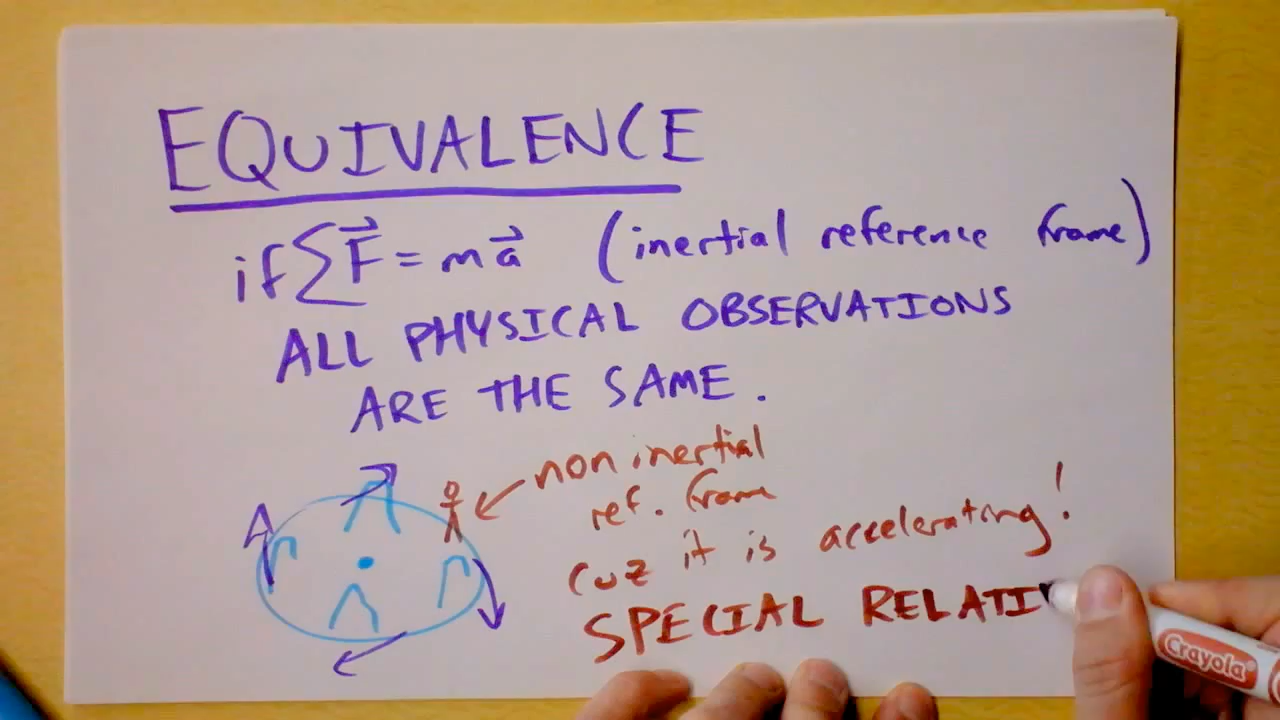 EQUIVALENCE
if ∑F⃗ = ma⃗ (inertial reference frame)
ALL PHYSICAL OBSERVATIONS
ARE THE SAME.
non inertial
ref. frame
cuz it is accelerating!
SPECIAL RELATI
Crayola